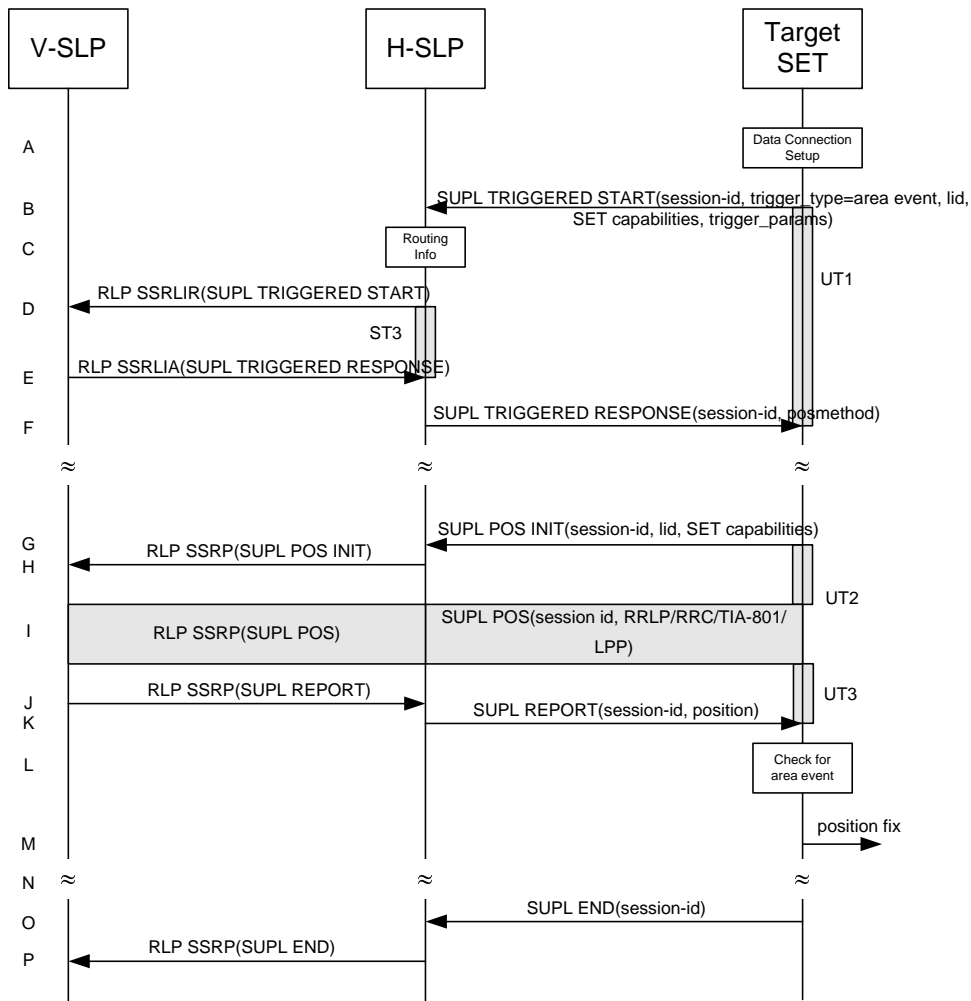 V-SLP
H-SLP
Target
SET
A
Data Connection
Setup
B
SUPL TRIGGERED START(session-id, trigger_type=area event, lid,
SET capabilities, trigger_params)
C
Routing
Info
UT1
D
RLP SSRLIR(SUPL TRIGGERED START)
ST3
E
RLP SSRLIA(SUPL TRIGGERED RESPONSE)
F
SUPL TRIGGERED RESPONSE(session-id, posmethod)
≈ ≈ ≈
G
SUPL POS INIT(session-id, lid, SET capabilities)
H
RLP SSRP(SUPL POS INIT)
UT2
I
RLP SSRP(SUPL POS)
SUPL POS(session id, RRLP/RRC/TIA-801/
LPP)
J
RLP SSRP(SUPL REPORT)
UT3
K
SUPL REPORT(session-id, position)
L
Check for
area event
M
position fix
N
≈ ≈ ≈
O
SUPL END(session-id)
P
RLP SSRP(SUPL END)